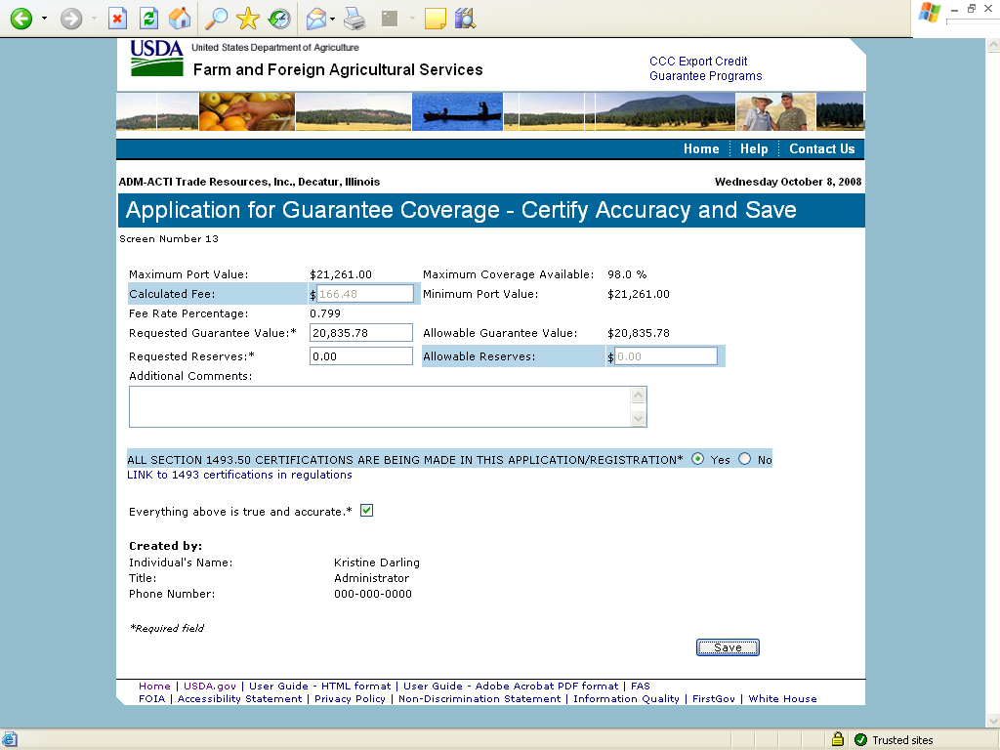 USDA United States Department of Agriculture
Farm and Foreign Agricultural Services
CCC Export Credit
Guarantee Programs
Home Help Contact Us
ADM-ACTI Trade Resources, Inc., Decatur, Illinois Wednesday October 8, 2008
Application for Guarantee Coverage - Certify Accuracy and Save
Screen Number 13
Maximum Port Value: $21,261.00 Maximum Coverage Available: 98.0 %
Calculated Fee: $ 166.48 Minimum Port Value: $21,261.00
Fee Rate Percentage: 0.799
Requested Guarantee Value:* 20,835.78 Allowable Guarantee Value: $20,835.78
Requested Reserves:* 0.00 Allowable Reserves: $ 0.00
Additional Comments:
ALL SECTION 1493.50 CERTIFICATIONS ARE BEING MADE IN THIS APPLICATION/REGISTRATION* Yes No
LINK to 1493 certifications in regulations
Everything above is true and accurate.*
Created by:
Individual's Name: Kristine Darling
Title: Administrator
Phone Number: 000-000-0000
*Required field
Save
Home | USDA.gov | User Guide - HTML format | User Guide - Adobe Acrobat PDF format | FAS
FOIA | Accessibility Statement | Privacy Policy | Non-Discrimination Statement | Information Quality | FirstGov | White House
Trusted sites